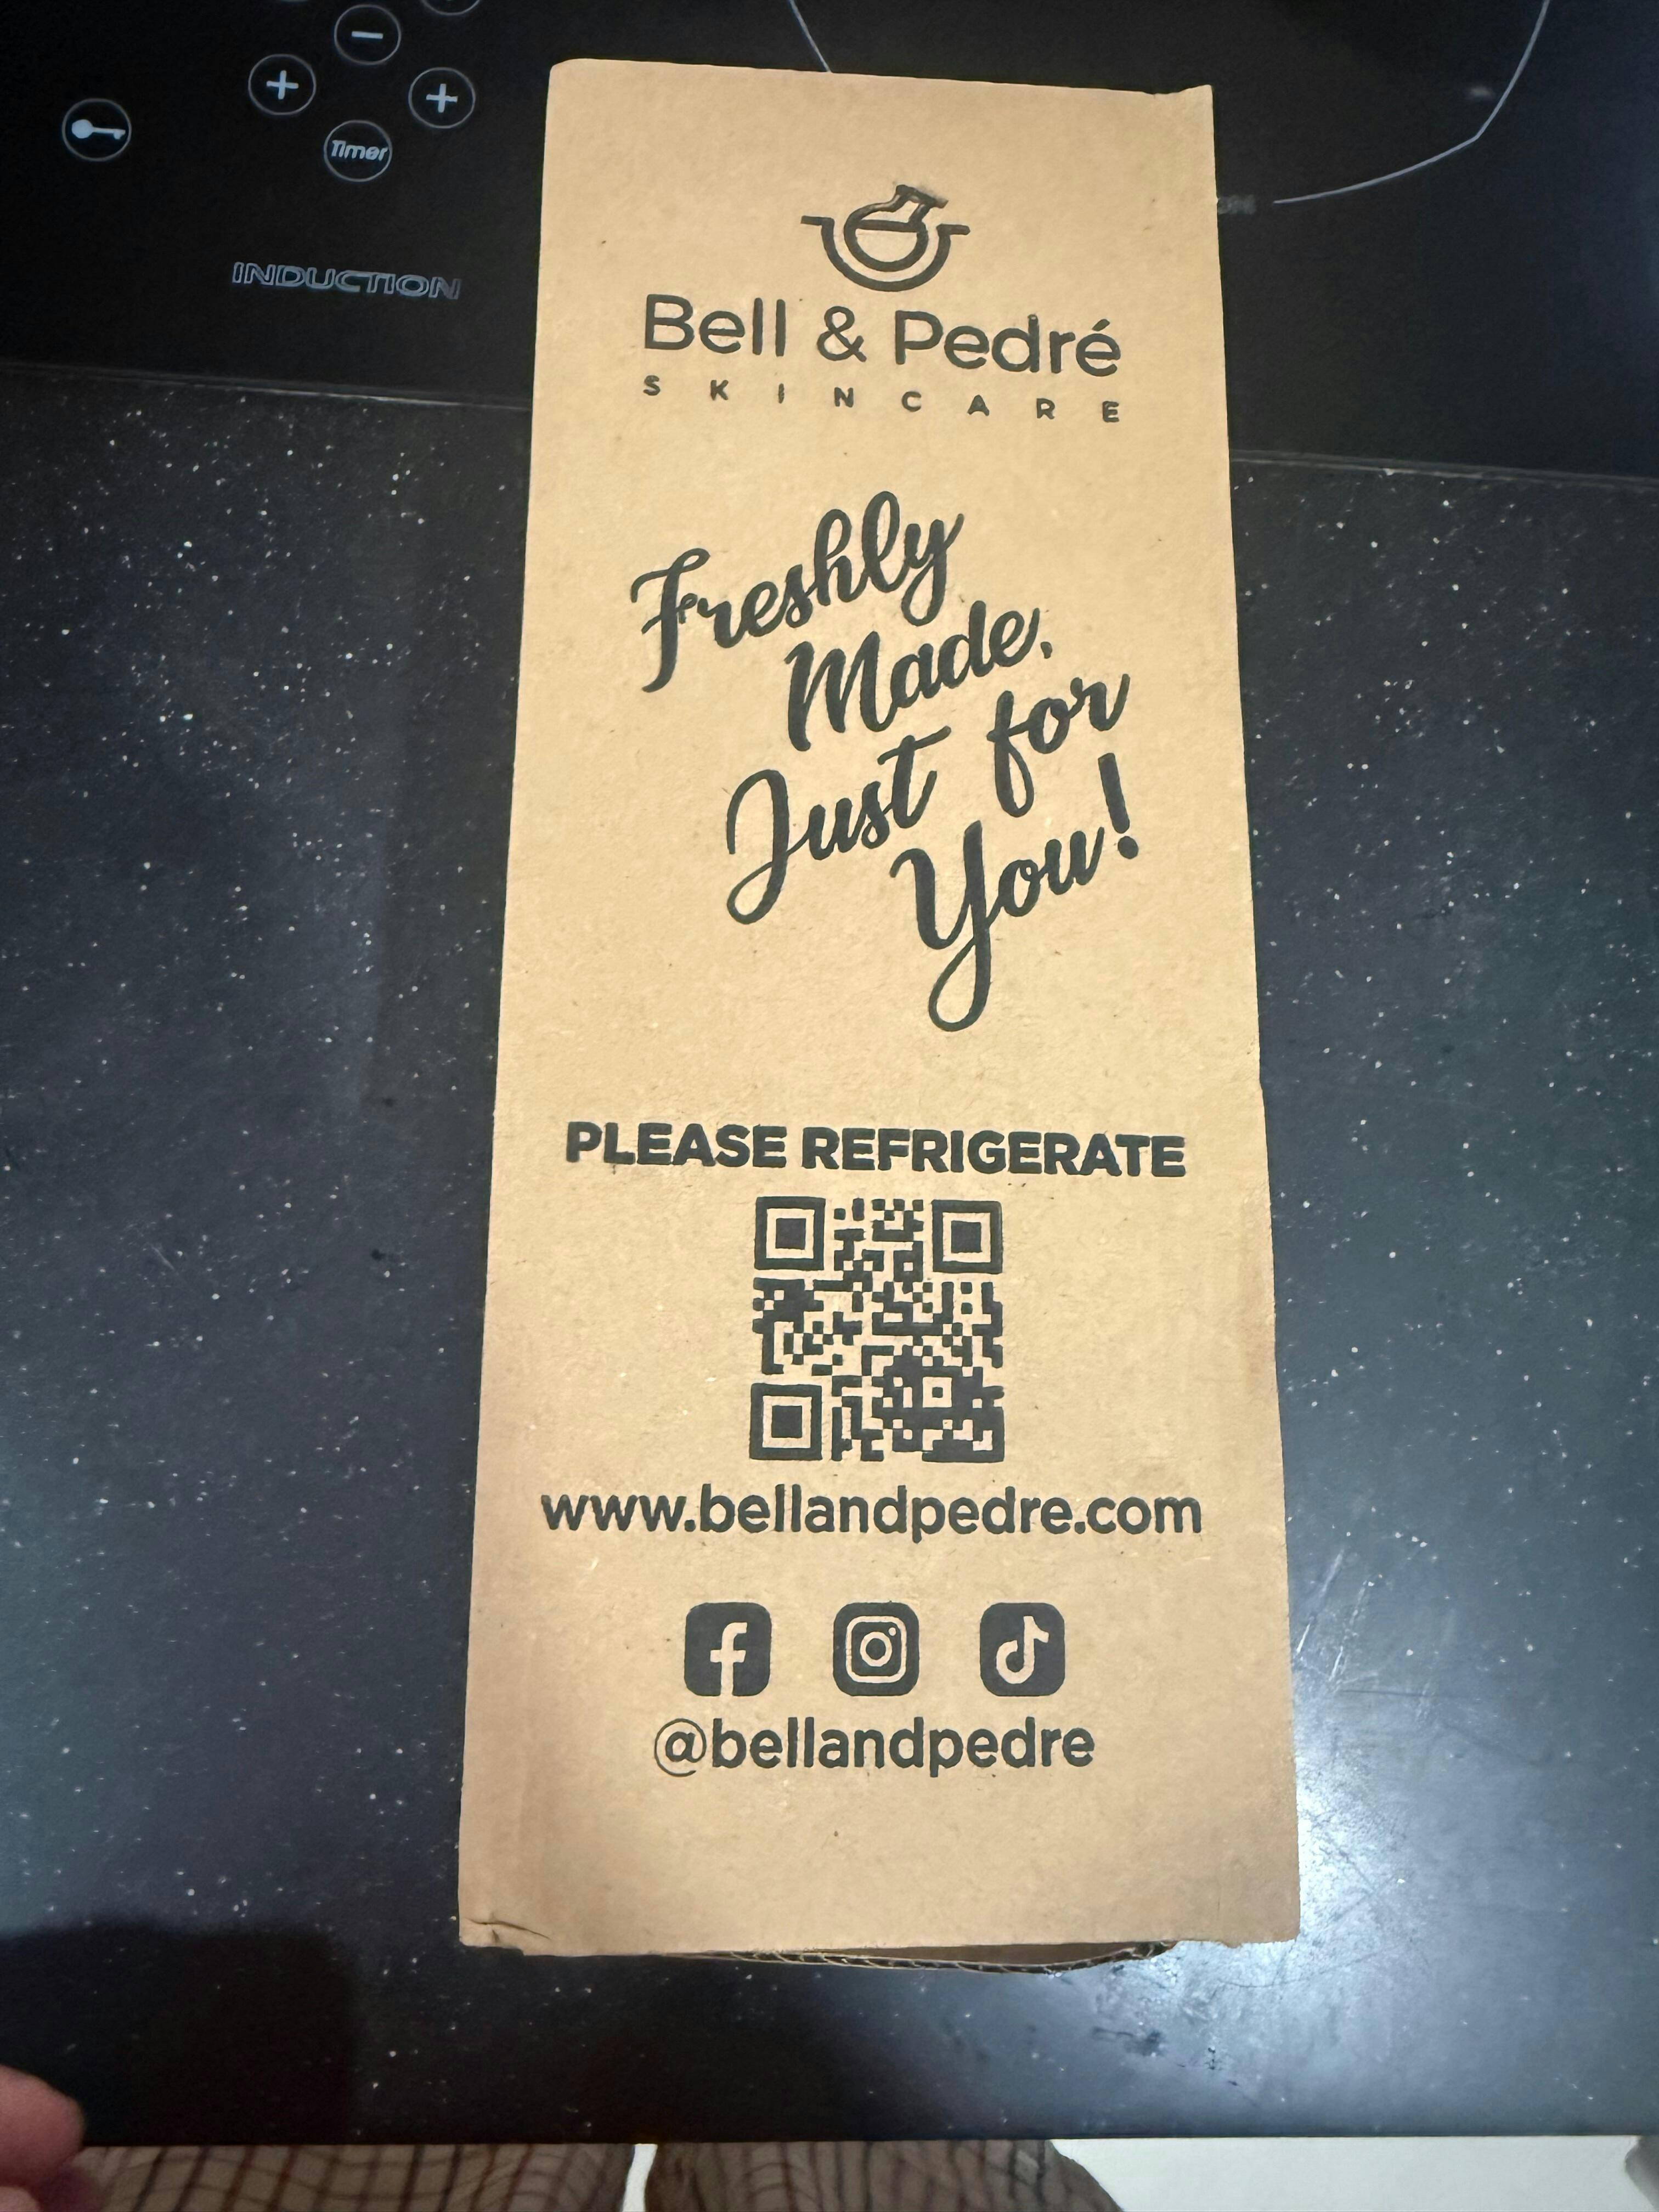 Timer
INDUCTION
Bell & Pedré
SKINCARE
Freshly
Made,
Just for
You!
PLEASE REFRIGERATE
www.bellandpedre.com
@bellandpedre